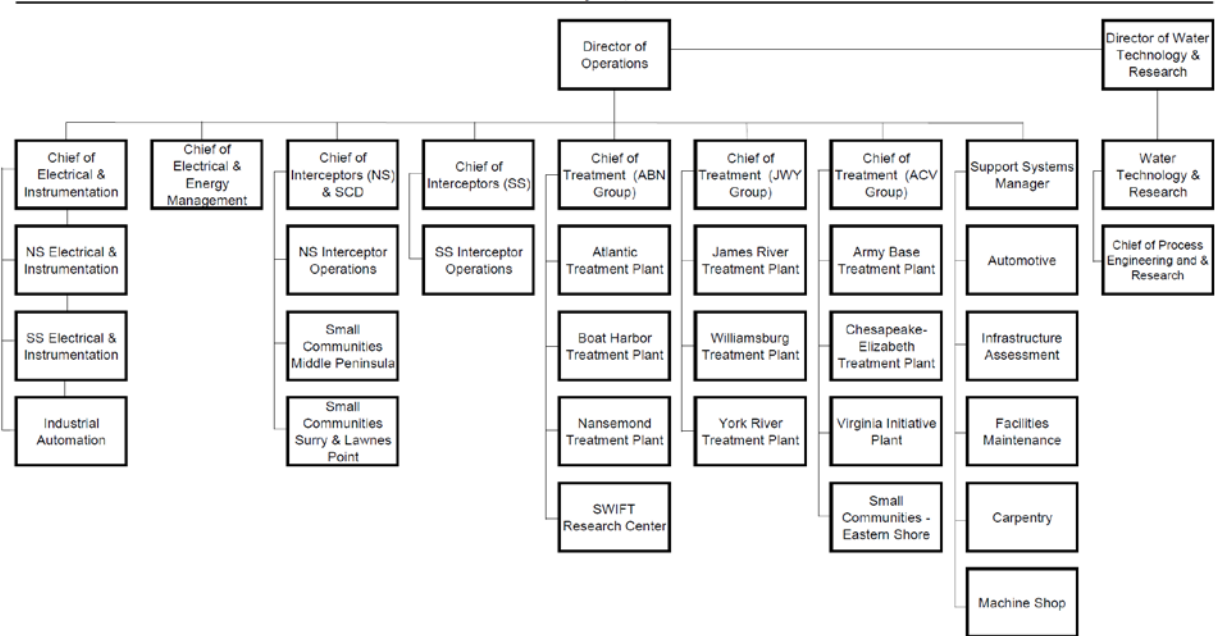 Director of
Operations
Director of Water
Technology &
Research
Chief of
Electrical &
Instrumentation
NS Electrical &
Instrumentation
SS Electrical &
Instrumentation
Industrial
Automation
Chief of
Electrical &
Energy
Management
Chief of
Interceptors (NS)
& SCD
NS Interceptor
Operations
Small
Communities
Middle Peninsula
Small
Communities
Surry & Lawnes
Point
Chief of
Interceptors (SS)
SS Interceptor
Operations
Chief of
Treatment (ABN
Group)
Atlantic
Treatment Plant
Boat Harbor
Treatment Plant
Nansemond
Treatment Plant
SWIFT
Research Center
Chief of
Treatment (JWY
Group)
James River
Treatment Plant
Williamsburg
Treatment Plant
York River
Treatment Plant
Chief of
Treatment (ACV
Group)
Army Base
Treatment Plant
Chesapeake-
Elizabeth
Treatment Plant
Virginia Initiative
Plant
Small
Communities -
Eastern Shore
Support Systems
Manager
Automotive
Infrastructure
Assessment
Facilities
Maintenance
Carpentry
Machine Shop
Water
Technology &
Research
Chief of Process
Engineering and &
Research